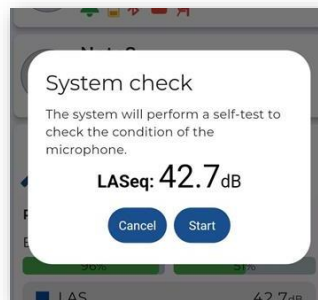 System check
The system will perform a self-test to
check the condition of the
microphone.
LASeq: 42.7dB
Cancel Start
96% 51%
LAS 42.7dB